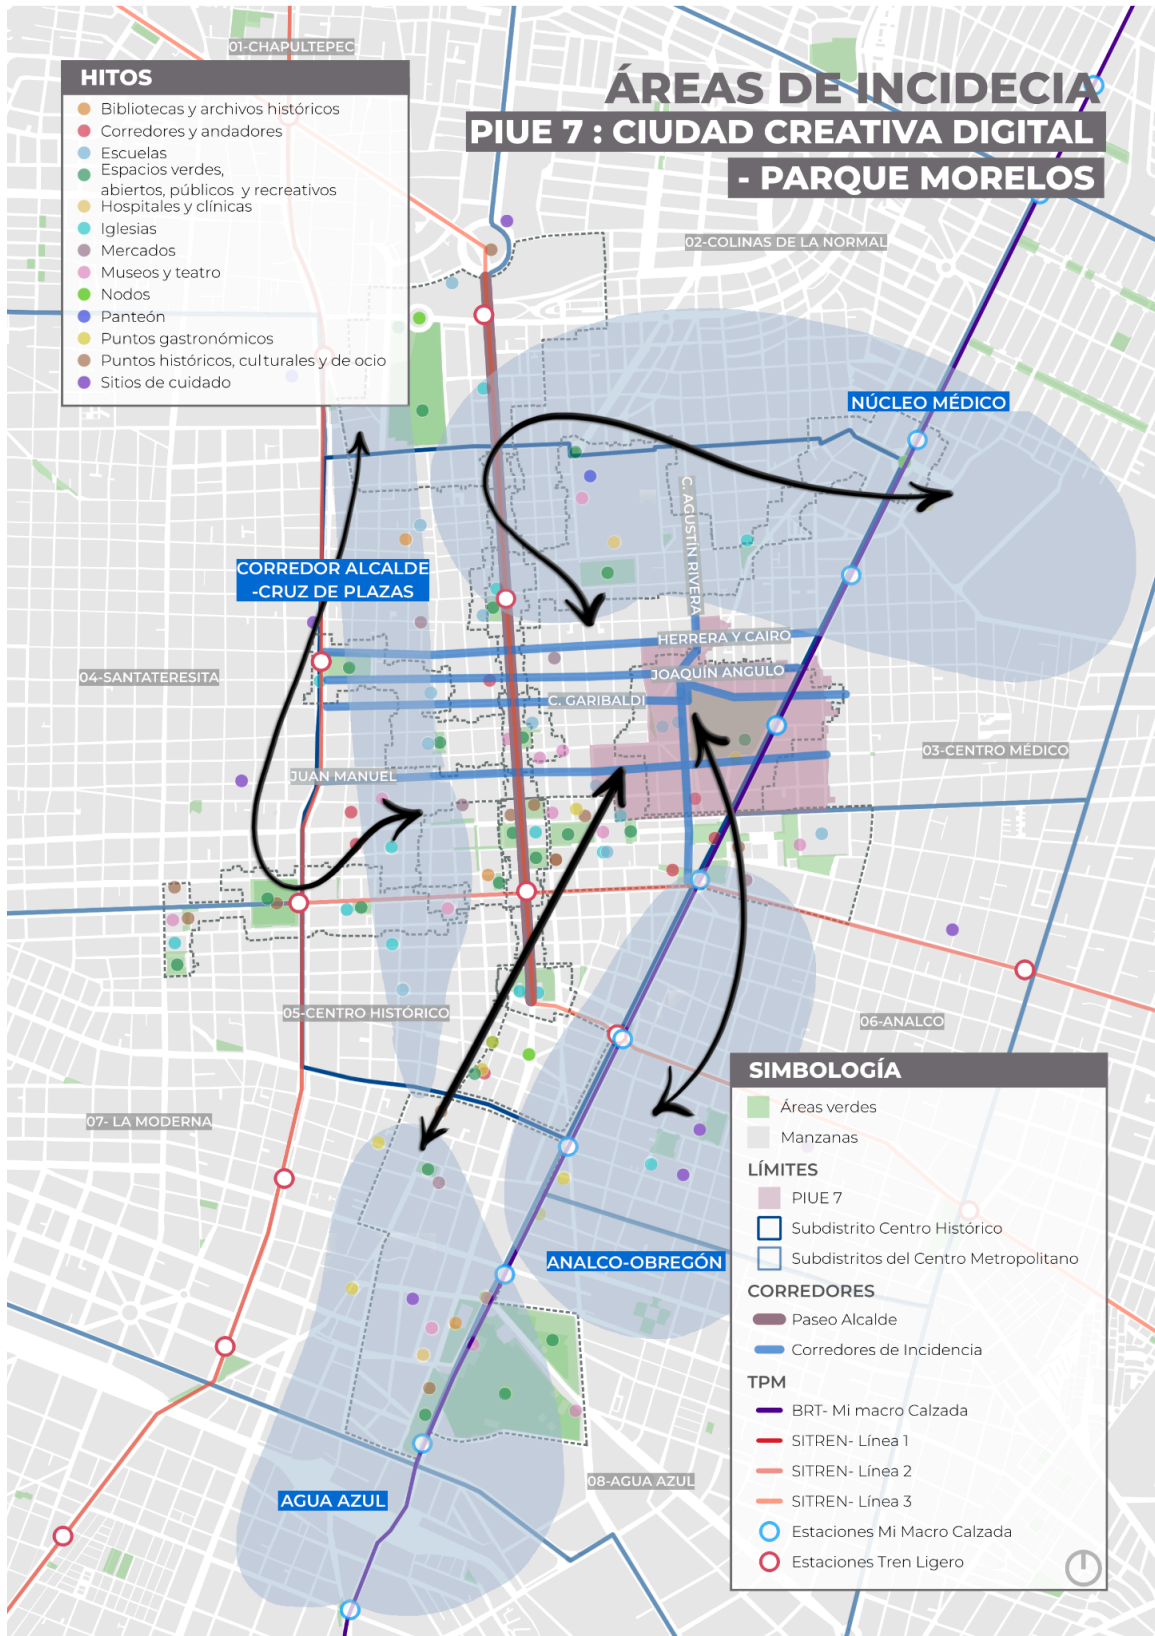 01-CHAPULTEPEC
HITOS
Bibliotecas y archivos históricos
Corredores y andadores
Escuelas
Espacios verdes,
abiertos, públicos y recreativos
Hospitales y clínicas
Iglesias
Mercados
Museos y teatro
Nodos
Panteón
Puntos gastronómicos
Puntos históricos, culturales y de ocio
Sitios de cuidado
ÁREAS DE INCIDECIA
PIUE 7 : CIUDAD CREATIVA DIGITAL
- PARQUE MORELOS
02-COLINAS DE LA NORMAL
NÚCLEO MÉDICO
C. AGUSTÍN RIVERA
CORREDOR ALCALDE
-CRUZ DE PLAZAS
HERRERA Y CAIRO
JOAQUÍN ANGULO
04-SANTATERESITA
C. GARIBALDI
03-CENTRO MÉDICO
JUAN MANUEL
05-CENTRO HISTÓRICO
06-ANALCO
07- LA MODERNA
ANALCO-OBREGÓN
AGUA AZUL
08-AGUA AZUL
SIMBOLOGÍA
Áreas verdes
Manzanas
LÍMITES
PIUE 7
Subdistrito Centro Histórico
Subdistritos del Centro Metropolitano
CORREDORES
Paseo Alcalde
Corredores de Incidencia
TPM
BRT- Mi macro Calzada
SITREN- Línea 1
SITREN- Línea 2
SITREN- Línea 3
Estaciones Mi Macro Calzada
Estaciones Tren Ligero